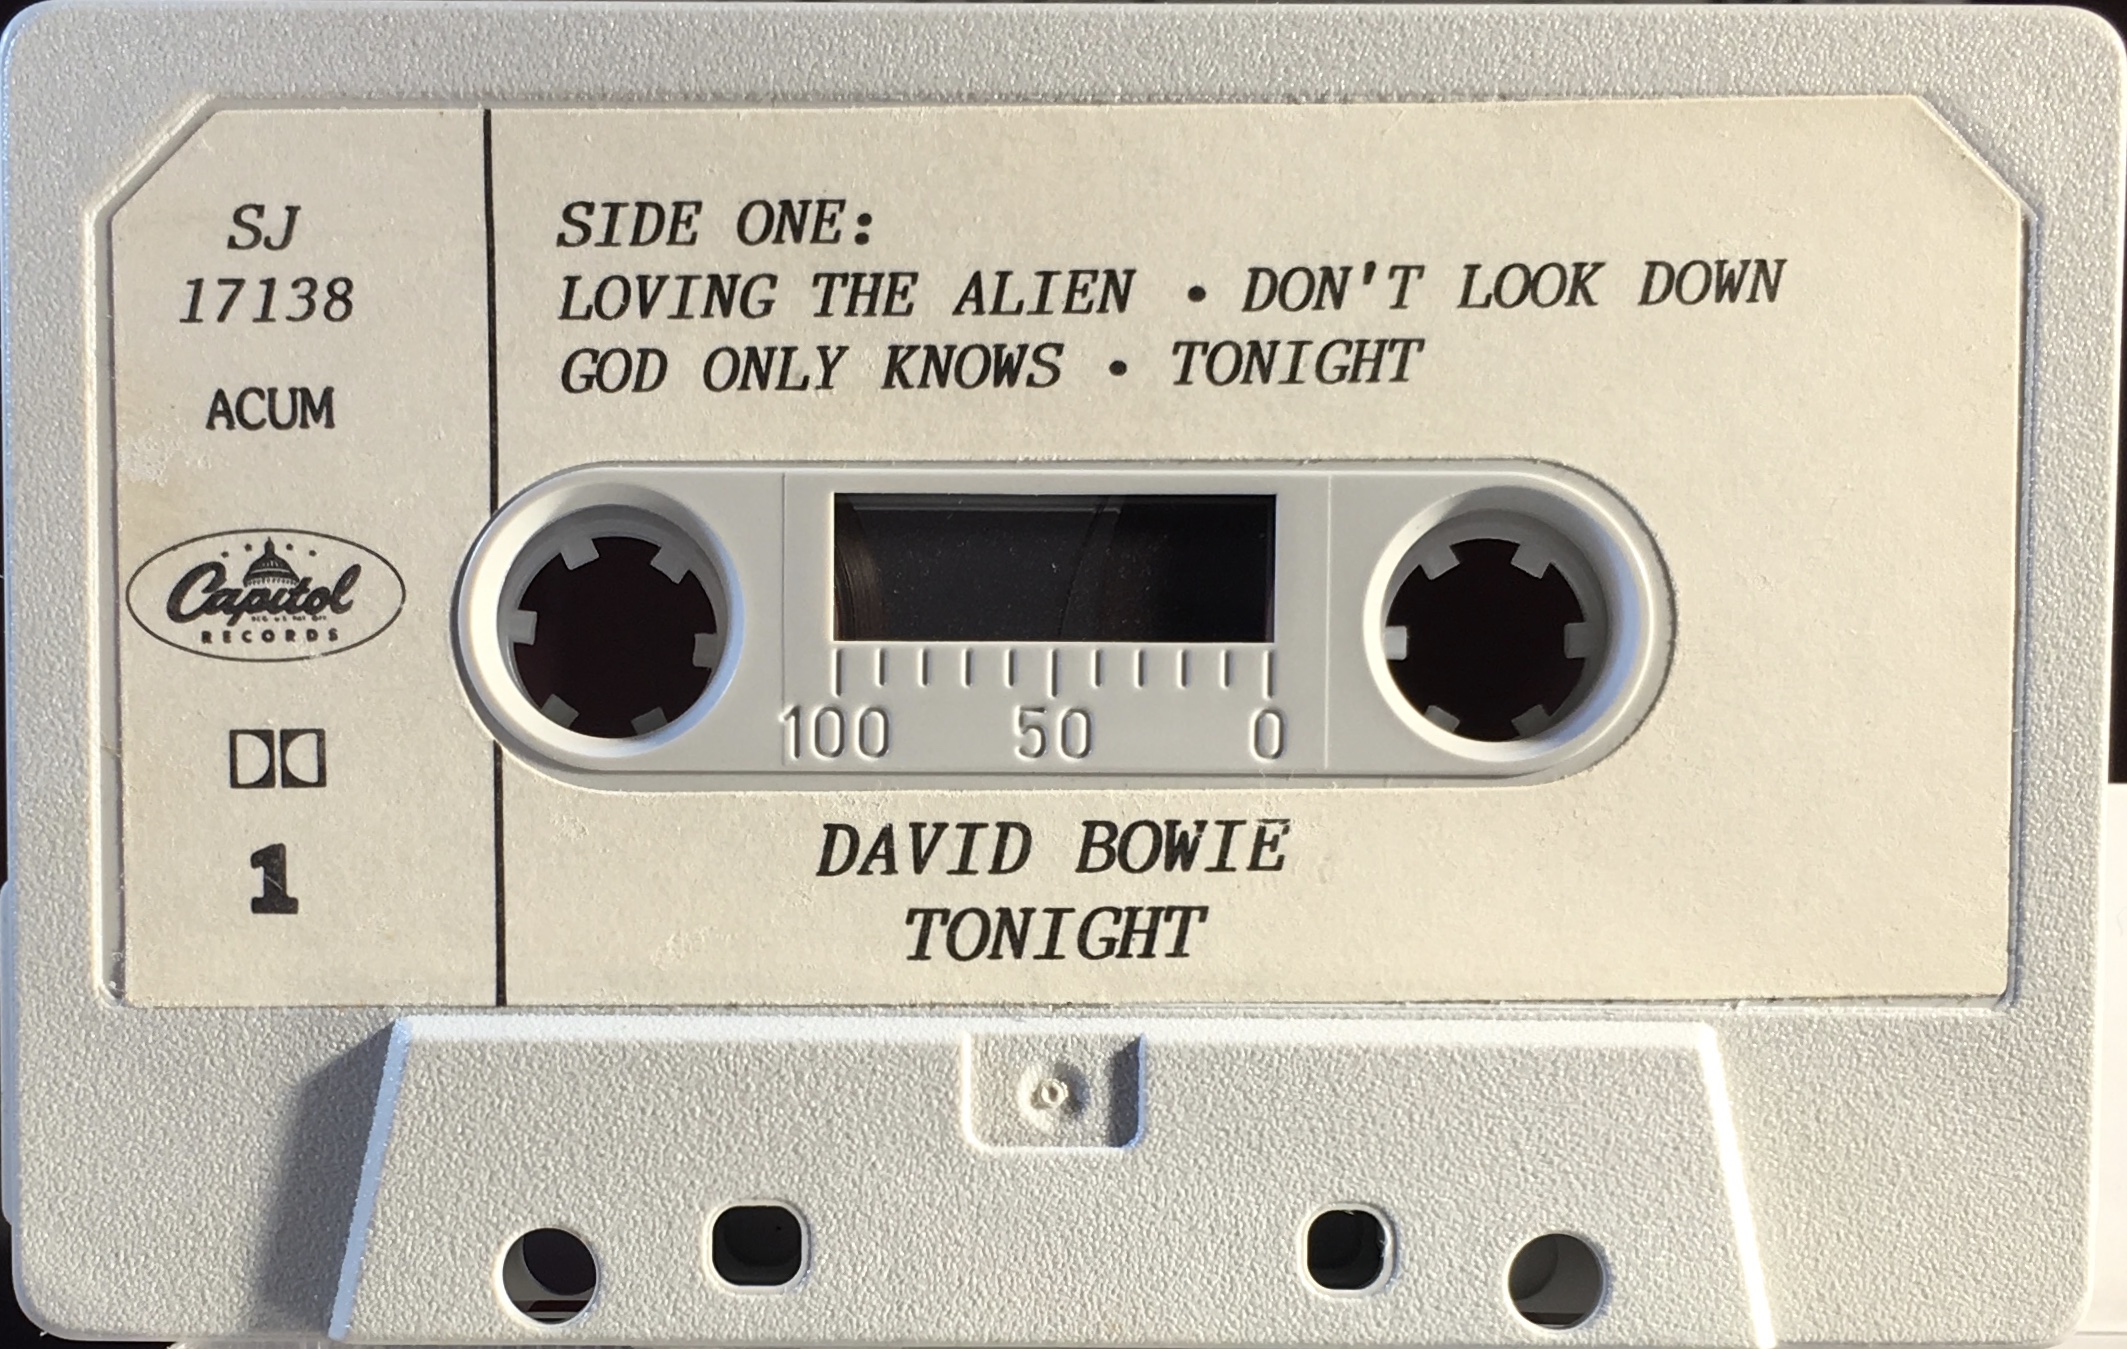 SJ
17138
ACUM
Capitol
RECORDS
1
SIDE ONE:
LOVING THE ALIEN • DON'T LOOK DOWN
GOD ONLY KNOWS • TONIGHT
100 50 0
DAVID BOWIE
TONIGHT